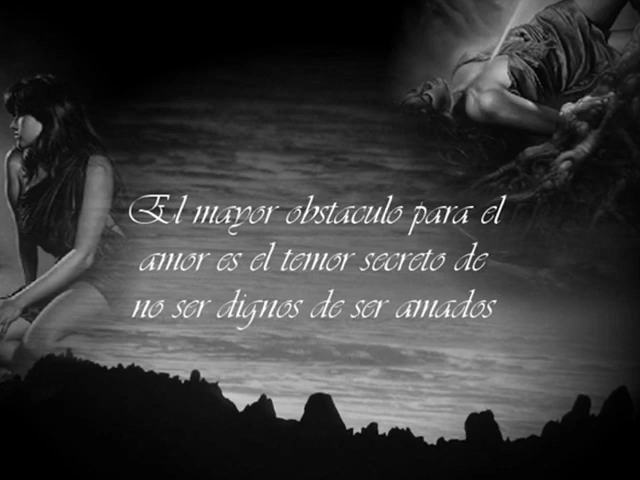 El mayor obstaculo para el
amor es el temor secreto de
no ser dignos de ser amados